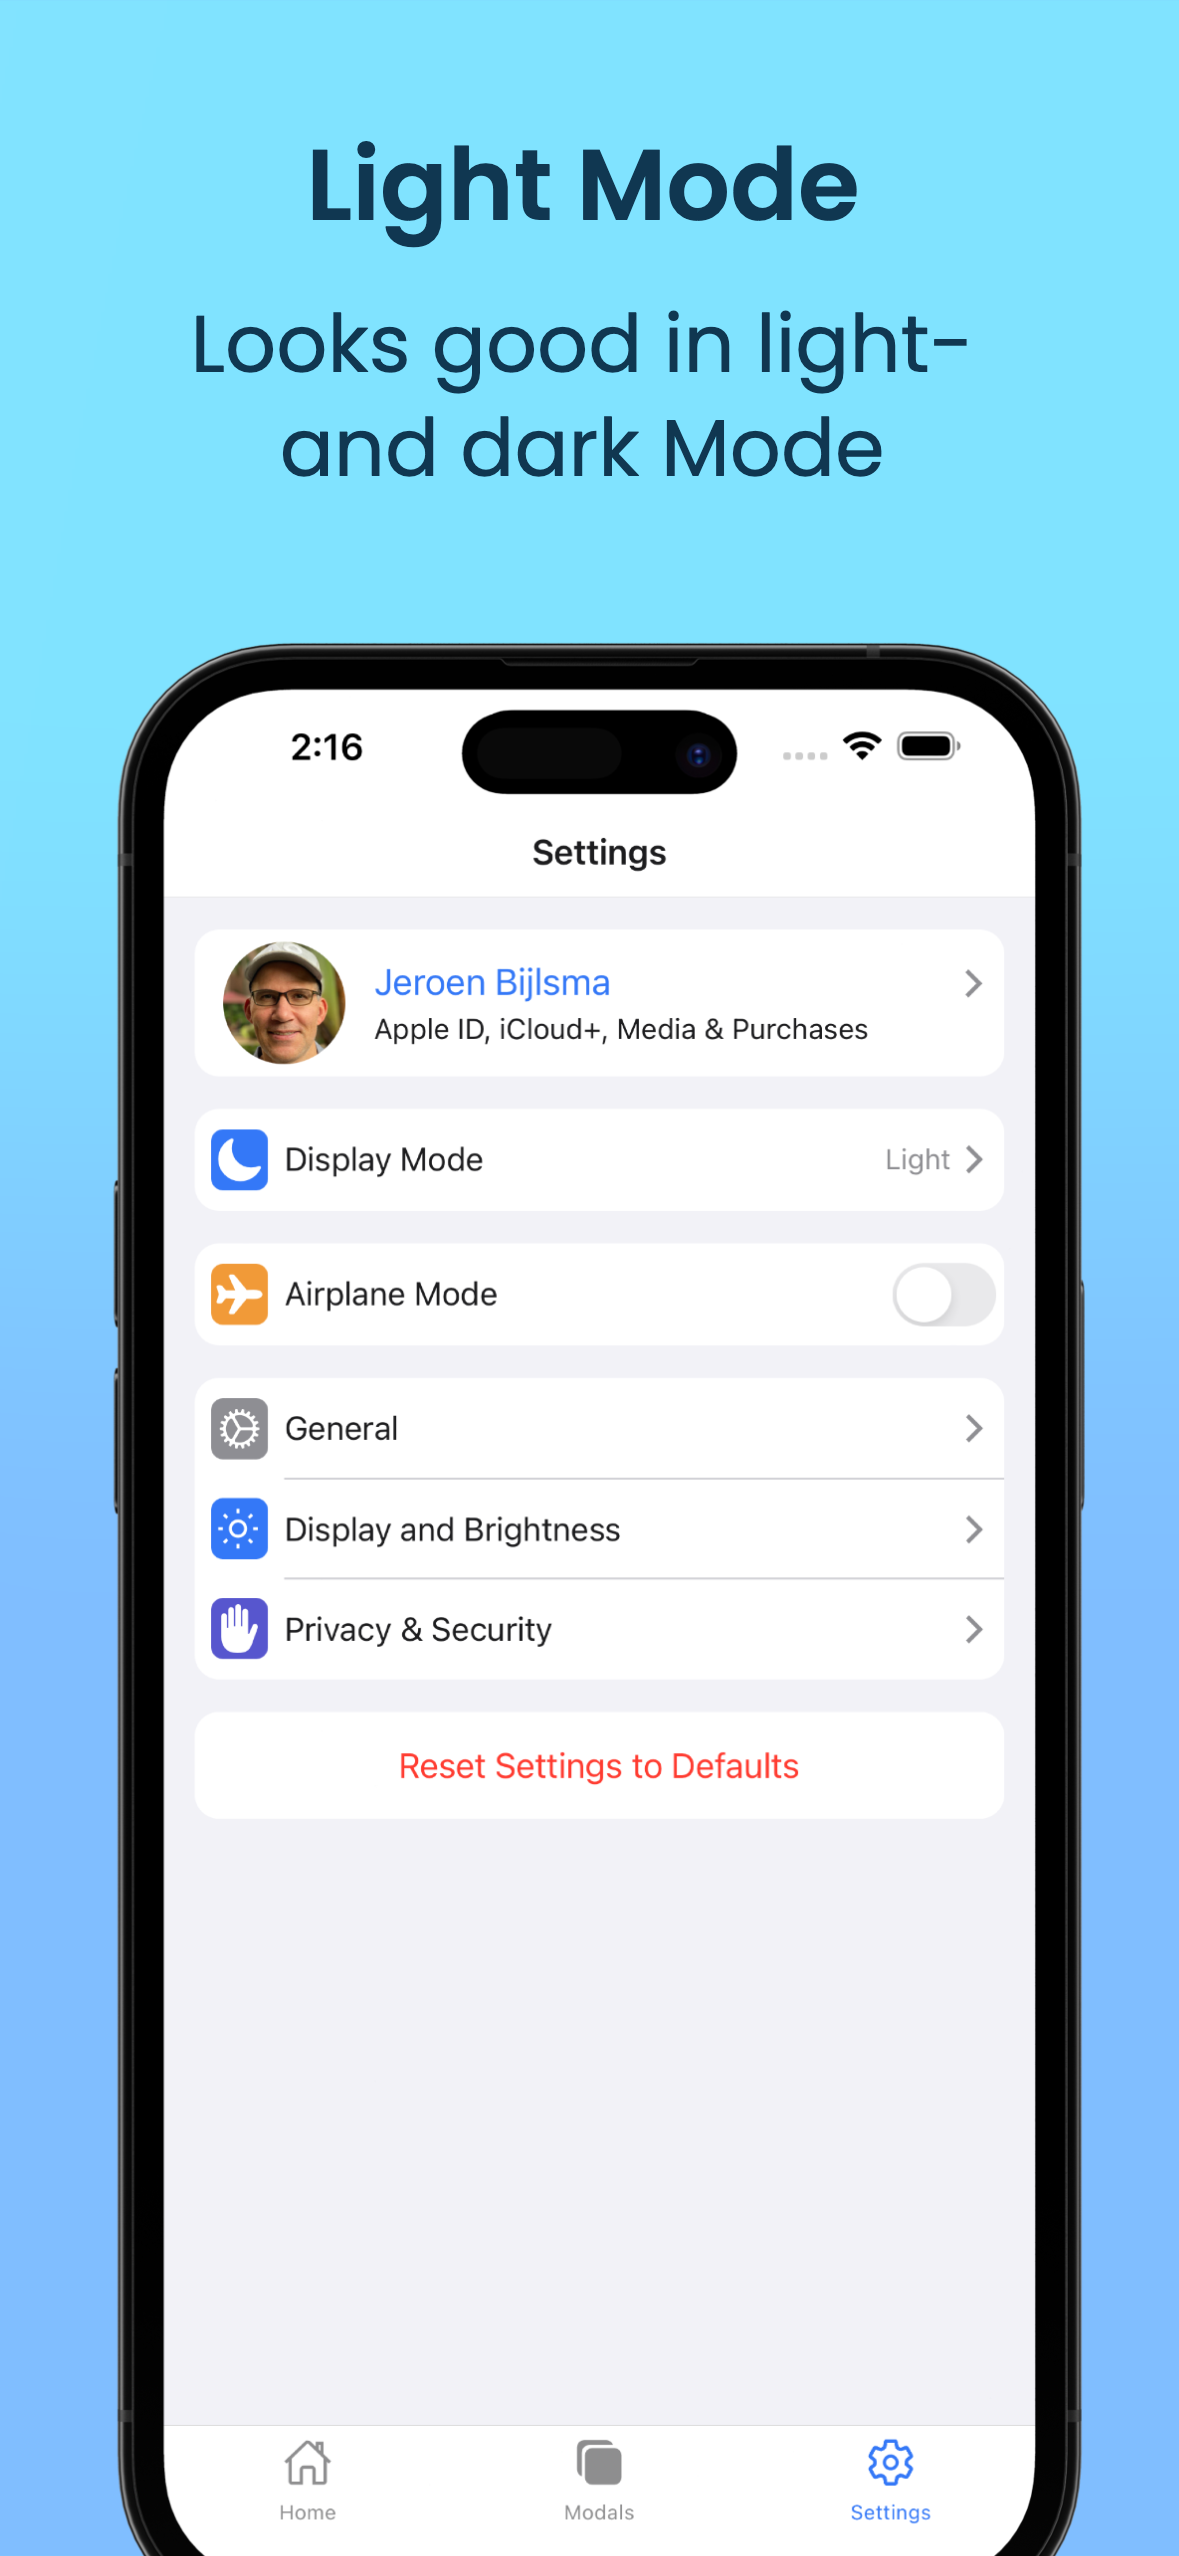 Light Mode
Looks good in light-
and dark Mode
2:16
Settings
Jeroen Bijlsma
Apple ID, iCloud+, Media & Purchases
Display Mode Light
Airplane Mode
General
Display and Brightness
Privacy & Security
Reset Settings to Defaults
Home Modals Settings